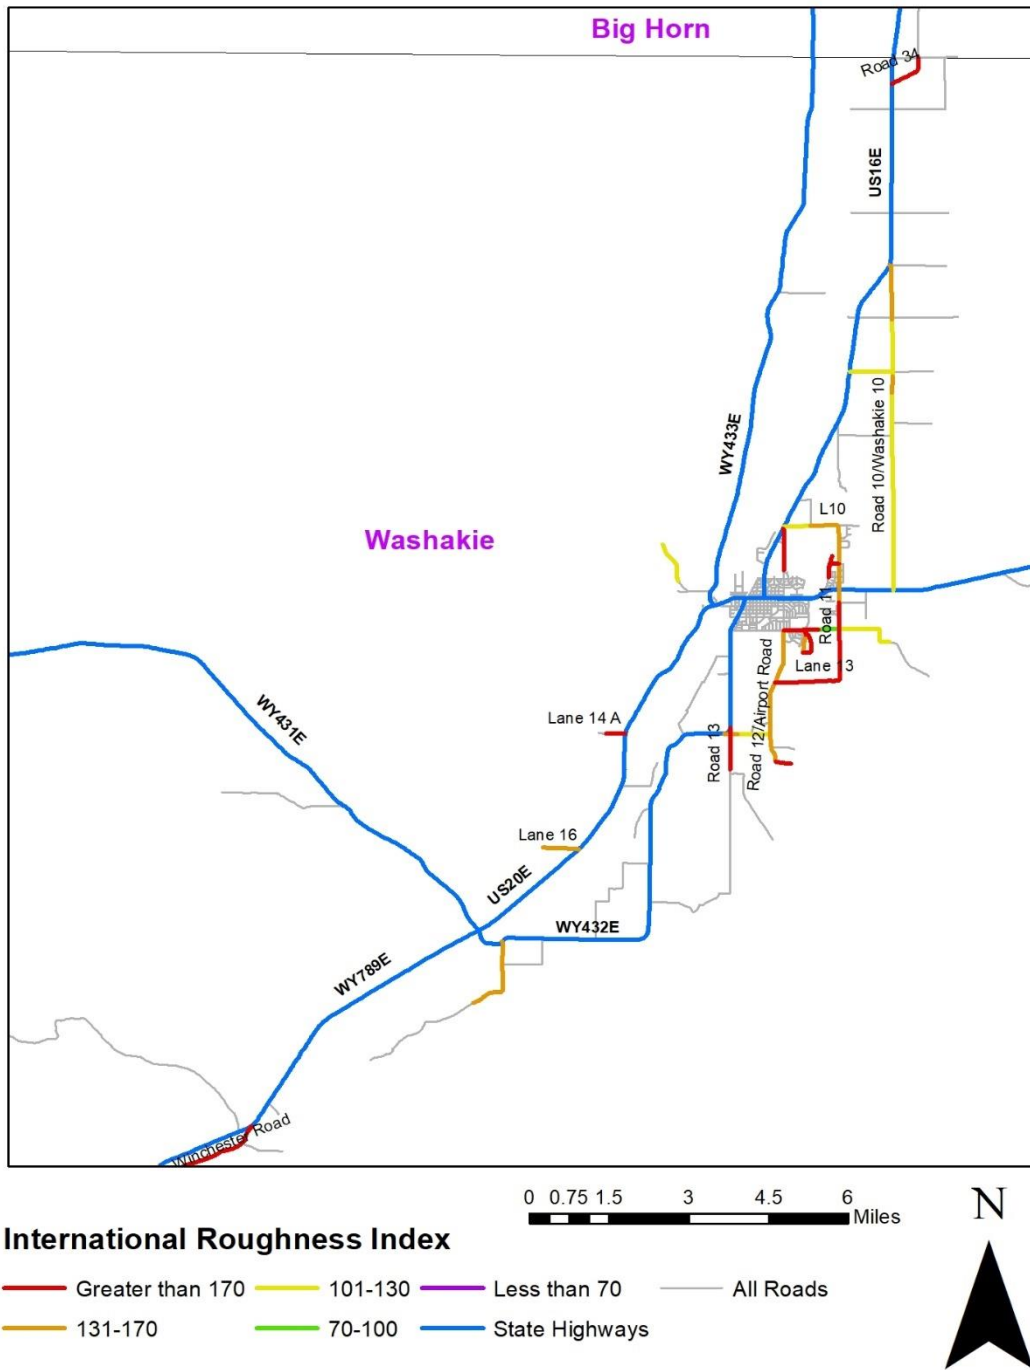 Big Horn
Road 34
US16E
WY433E
Road 10/Washakie 10
L10
Washakie
Road 11
Lane 13
Road 12/Airport Road
Road 13
Lane 14 A
WY431E
Lane 16
US20E
WY432E
WY789E
Winchester Road
0 0.75 1.5 3 4.5 6
Miles
N
International Roughness Index
Greater than 170 101-130 Less than 70 All Roads
131-170 70-100 State Highways